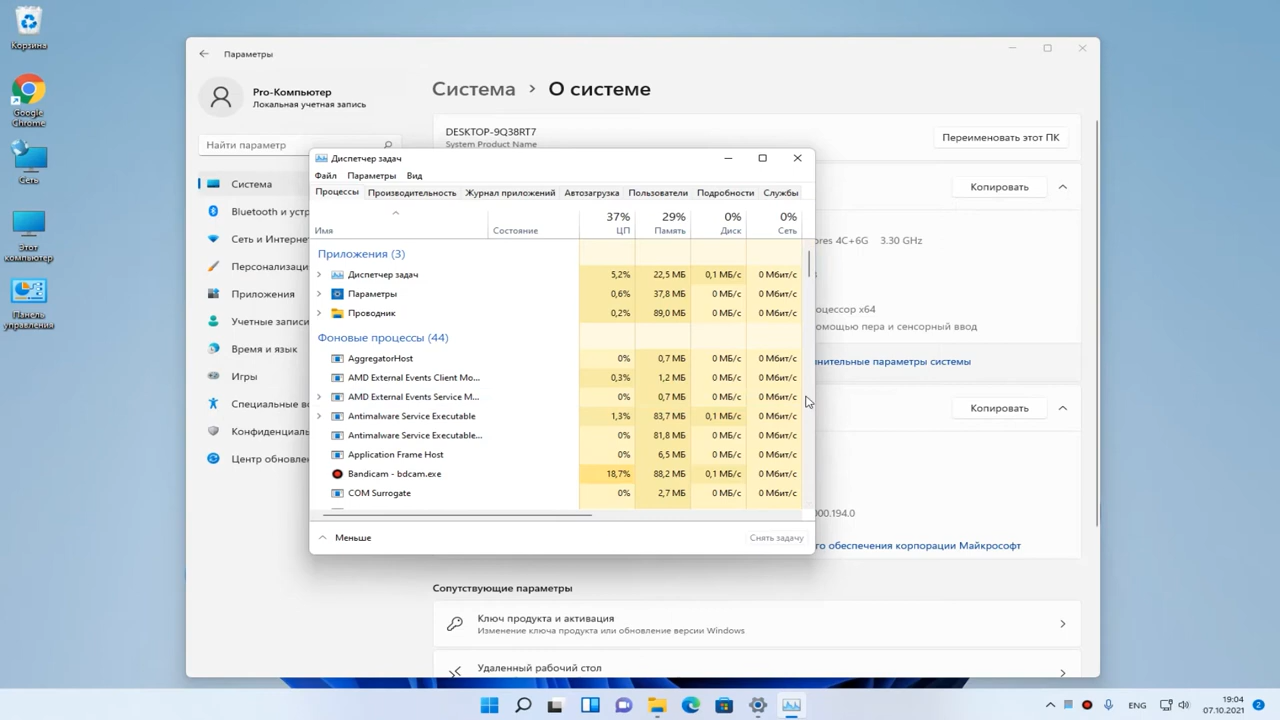 Корзина
Google
Chrome
Сеть
Этот
компьютер
Панель
управления
Параметры
Pro-Компьютер
Локальная учетная запись
Найти параметр
Система
Bluetooth и устр
Сеть и Интерне
Персонализаци
Приложения
Учетные записи
Время и язык
Игры
Специальные во
Конфиденциаль
Центр обновле
Система > О системе
DESKTOP-9Q38RT7
System Product Name
Переименовать этот ПК
Копировать
ores 4C+6G 3.30 GHz
оцессор x64
помощью пера и сенсорный ввод
нительные параметры системы
Копировать
000.194.0
го обеспечения корпорации Майкрософт
Сопутствующие параметры
Ключ продукта и активация
Изменение ключа продукта или обновление версии Windows
Удаленный рабочий стол
Диспетчер задач
Файл Параметры Вид
Процессы Производительность Журнал приложений Автозагрузка Пользователи Подробности Службы
37% 29% 0% 0%
Имя Состояние ЦП Память Диск Сеть
Приложения (3)
Диспетчер задач 5,2% 22,5 МБ 0,1 МБ/с 0 Мбит/с
Параметры 0,6% 37,8 МБ 0 МБ/с 0 Мбит/с
Проводник 0,2% 89,0 МБ 0 МБ/с 0 Мбит/с
Фоновые процессы (44)
AggregatorHost 0% 0,7 МБ 0 МБ/с 0 Мбит/с
AMD External Events Client Mo... 0,3% 1,2 МБ 0 МБ/с 0 Мбит/с
AMD External Events Service M... 0% 0,7 МБ 0 МБ/с 0 Мбит/с
Antimalware Service Executable 1,3% 83,7 МБ 0,1 МБ/с 0 Мбит/с
Antimalware Service Executable... 0% 81,8 МБ 0 МБ/с 0 Мбит/с
Application Frame Host 0% 6,5 МБ 0 МБ/с 0 Мбит/с
Bandicam - bdcam.exe 18,7% 88,2 МБ 0,1 МБ/с 0 Мбит/с
COM Surrogate 0% 2,7 МБ 0 МБ/с 0 Мбит/с
Меньше
Снять задачу
ENG
19:04
07.10.2021
2